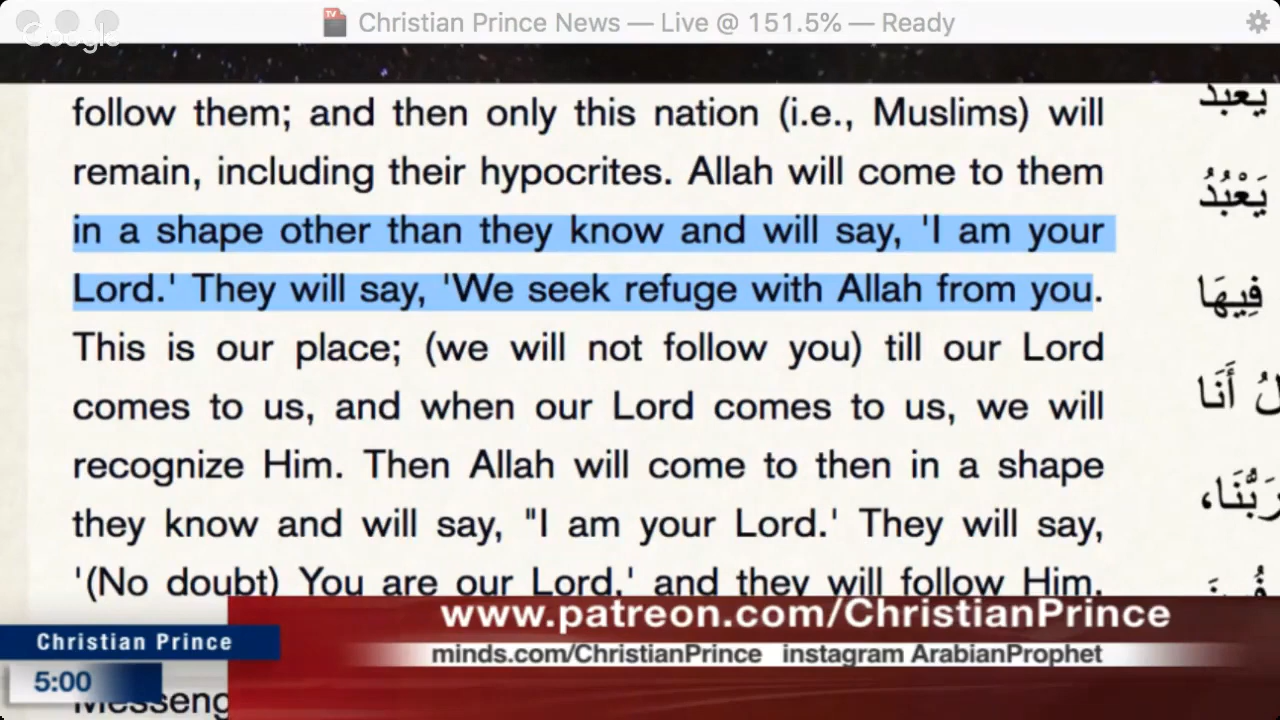 Christian Prince News — Live @ 151.5% — Ready
Google
follow them; and then only this nation (i.e., Muslims) will
remain, including their hypocrites. Allah will come to them
in a shape other than they know and will say, 'I am your
Lord.' They will say, 'We seek refuge with Allah from you.
This is our place; (we will not follow you) till our Lord
comes to us, and when our Lord comes to us, we will
recognize Him. Then Allah will come to then in a shape
they know and will say, "I am your Lord.' They will say,
'(No doubt) You are our Lord,' and they will follow Him.
يعبد
يَعْبُدُ
فِيهَا
أَنَا
رَبُّنَا،
www.patreon.com/ChristianPrince
Christian Prince
minds.com/ChristianPrince instagram ArabianProphet
5:00
Messeng